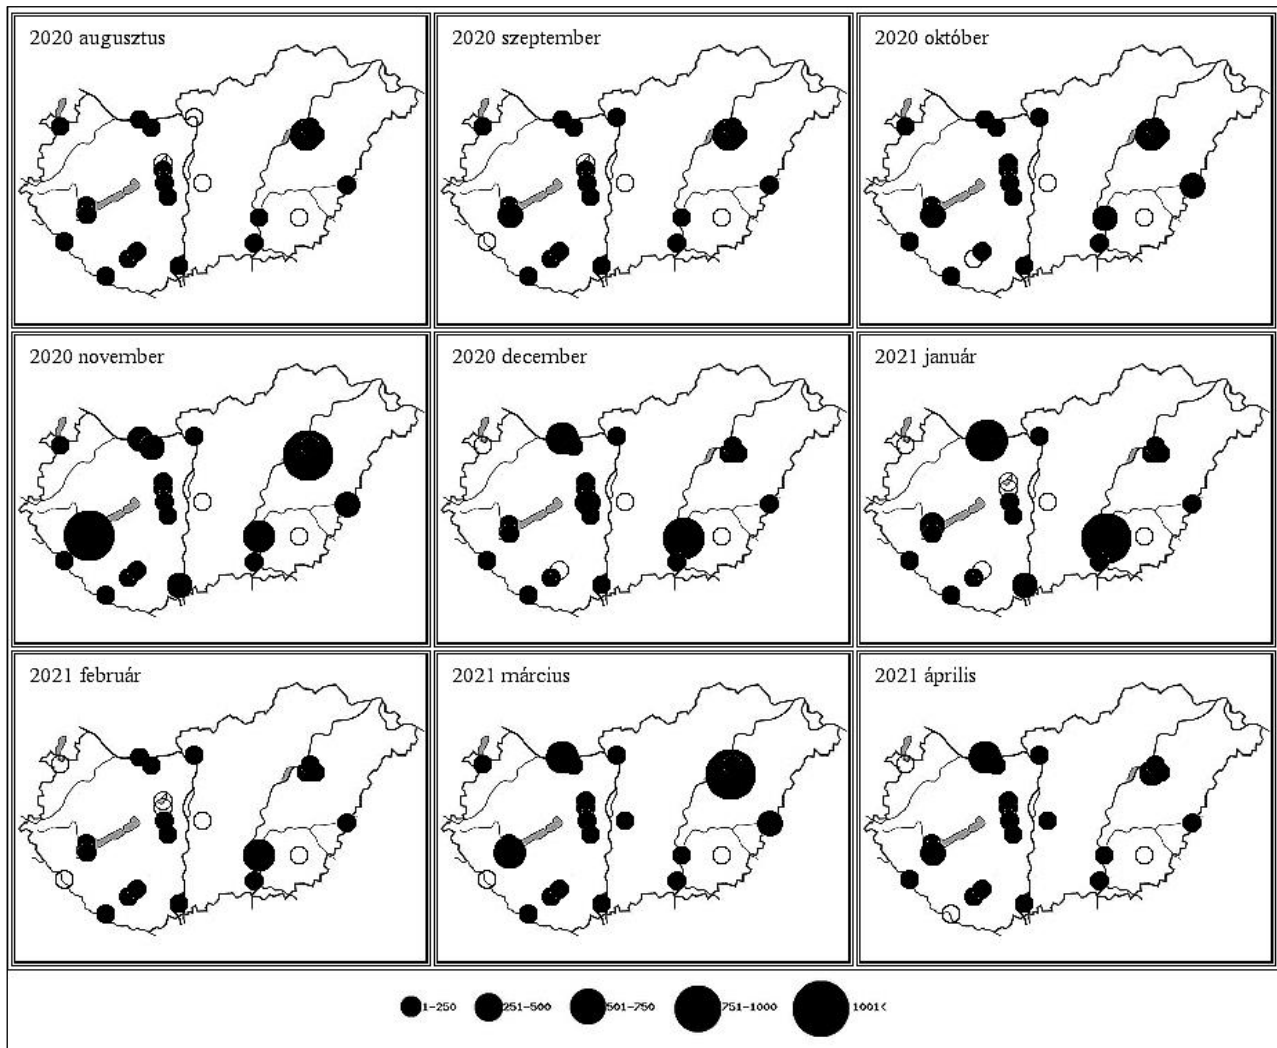 2020 augusztus
2020 szeptember
2020 október
2020 november
2020 december
2021 január
2021 február
2021 március
2021 április
1-250 251-500 501-750 751-1000 1001<